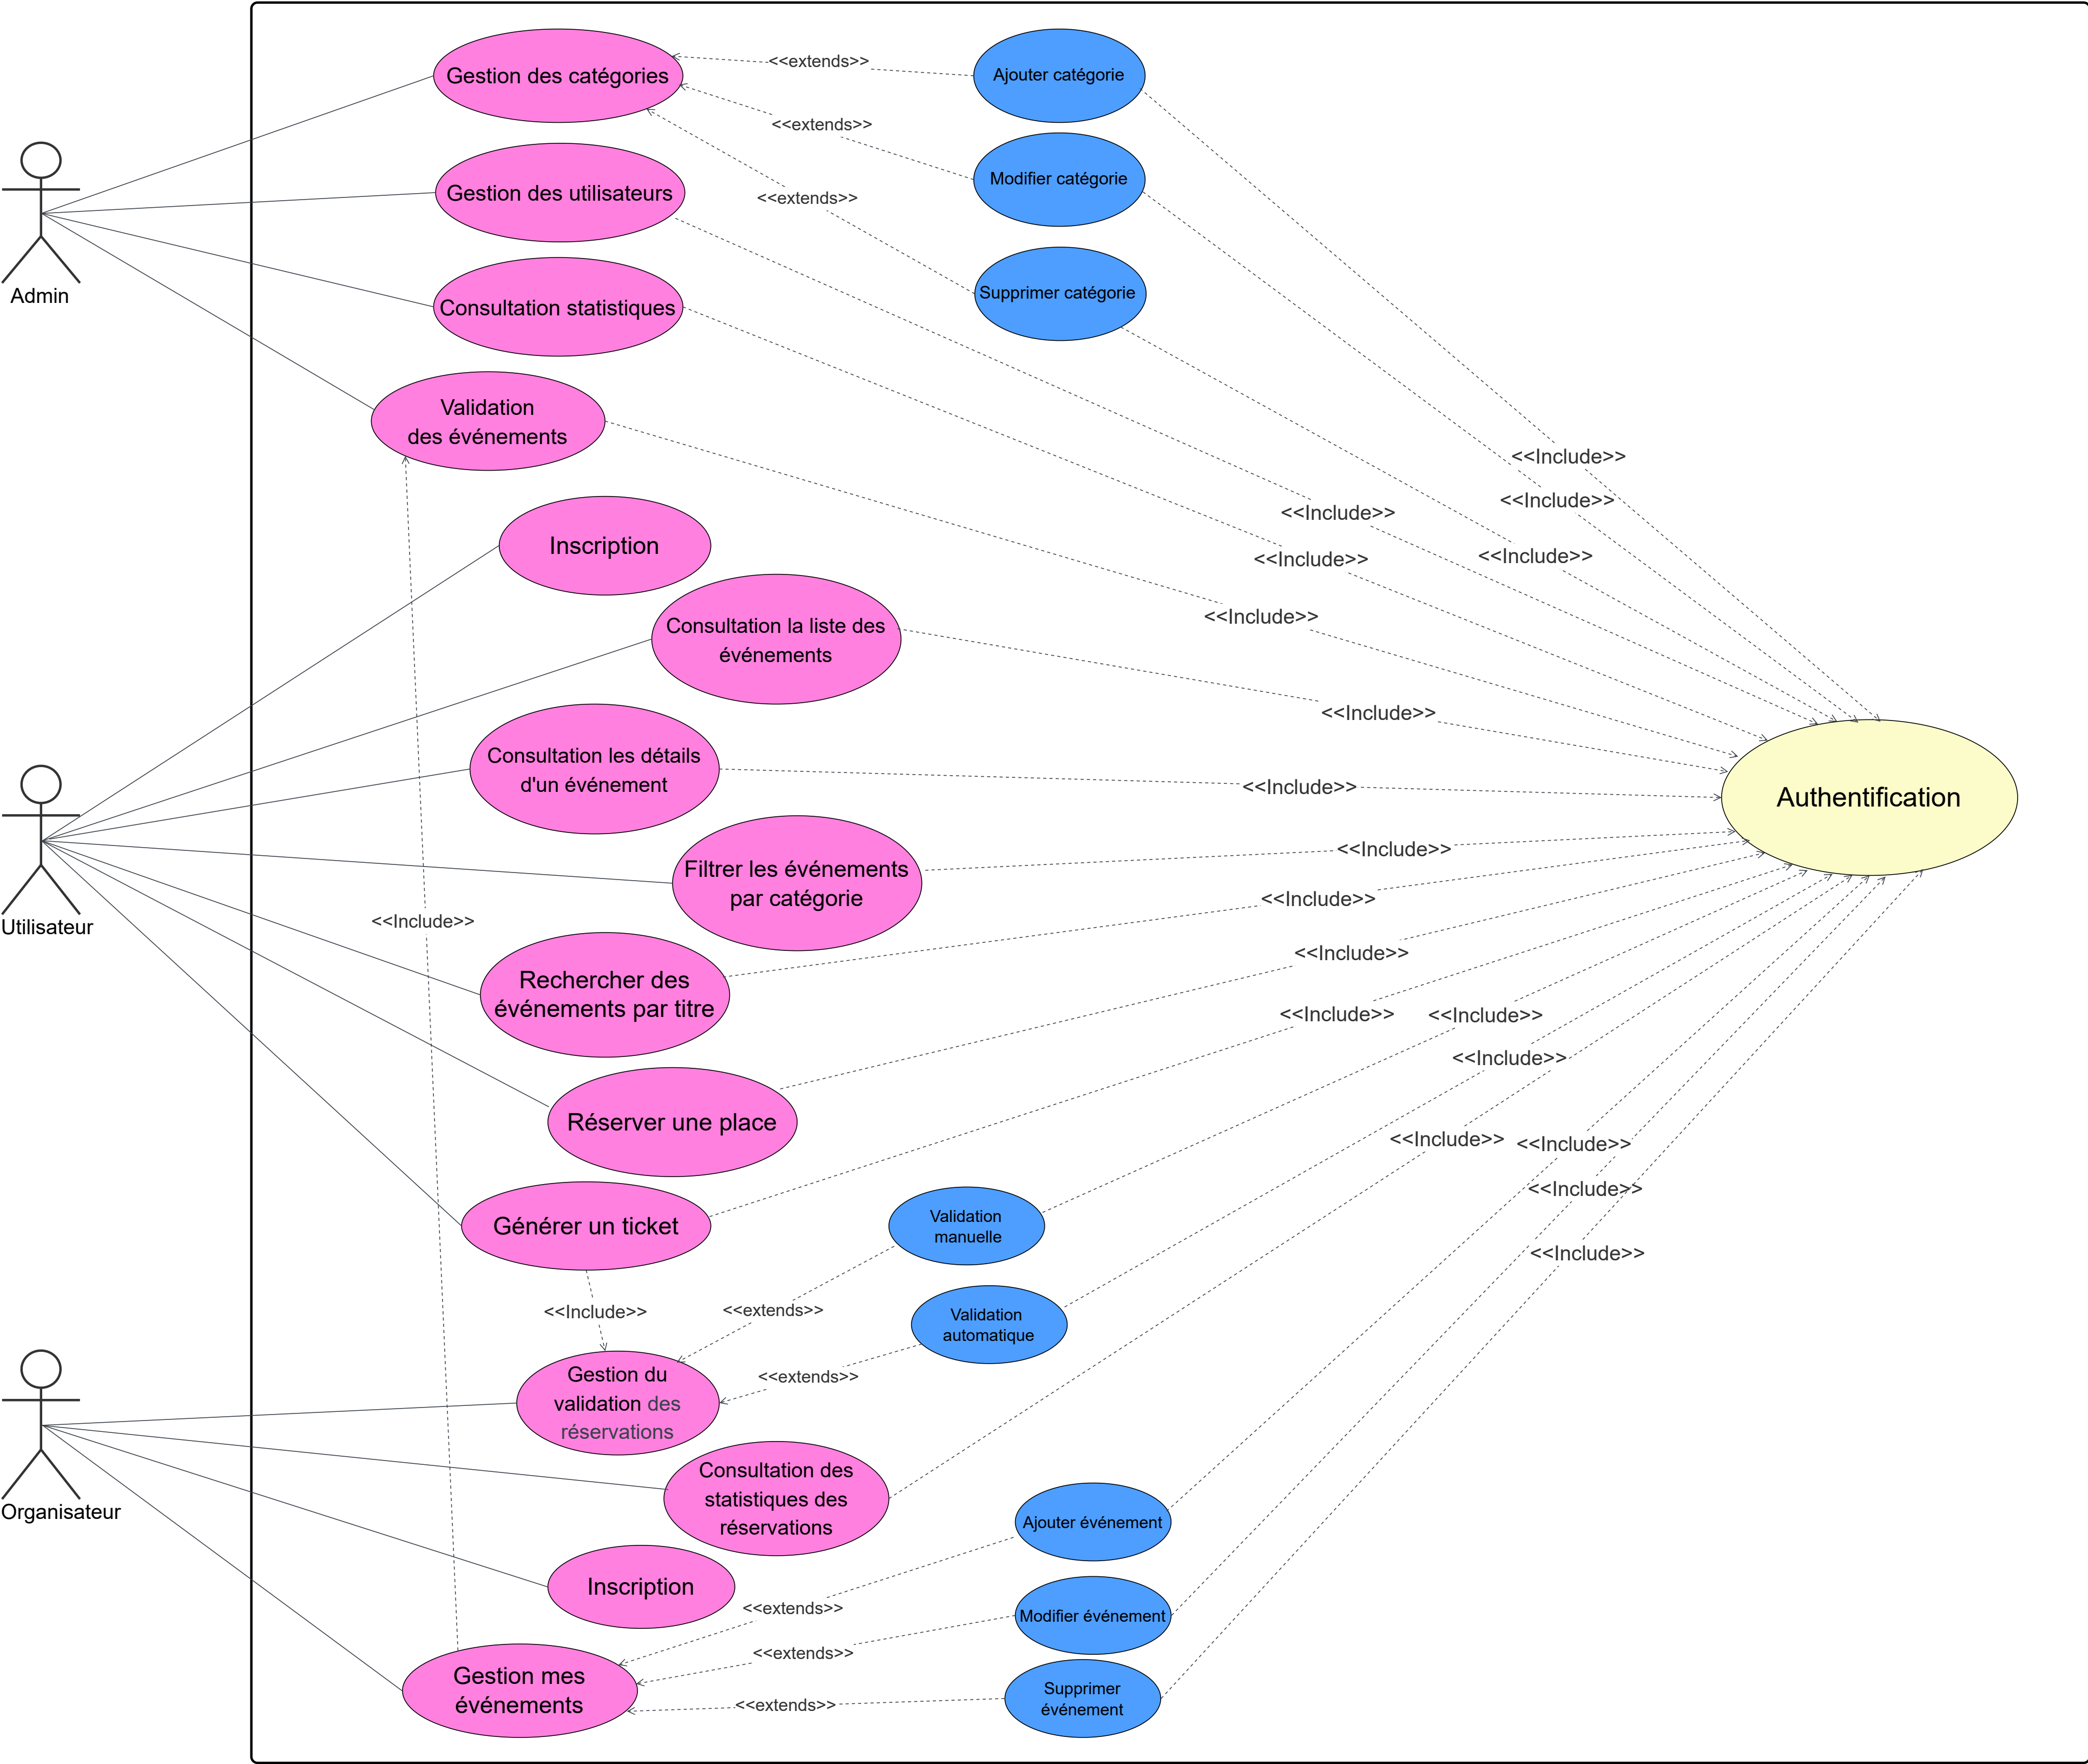 Gestion des catégories
<<extends>>
Ajouter catégorie
<<extends>>
Modifier catégorie
Gestion des utilisateurs
<<extends>>
Supprimer catégorie
Admin
Consultation statistiques
Validation
des événements
<<Include>>
<<Include>>
<<Include>>
<<Include>>
<<Include>>
<<Include>>
Inscription
Consultation la liste des
événements
<<Include>>
Consultation les détails
d'un événement
<<Include>>
Authentification
Filtrer les événements
par catégorie
<<Include>>
<<Include>>
Utilisateur
<<Include>>
Rechercher des
événements par titre
<<Include>>
<<Include>>
<<Include>>
<<Include>>
Réserver une place
<<Include>>
<<Include>>
<<Include>>
<<Include>>
Générer un ticket
Validation
manuelle
<<Include>>
<<extends>>
Validation
automatique
<<extends>>
Gestion du
validation des
réservations
Organisateur
Consultation des
statistiques des
réservations
Ajouter événement
Inscription
<<extends>>
Modifier événement
<<extends>>
Gestion mes
événements
Supprimer
événement
<<extends>>